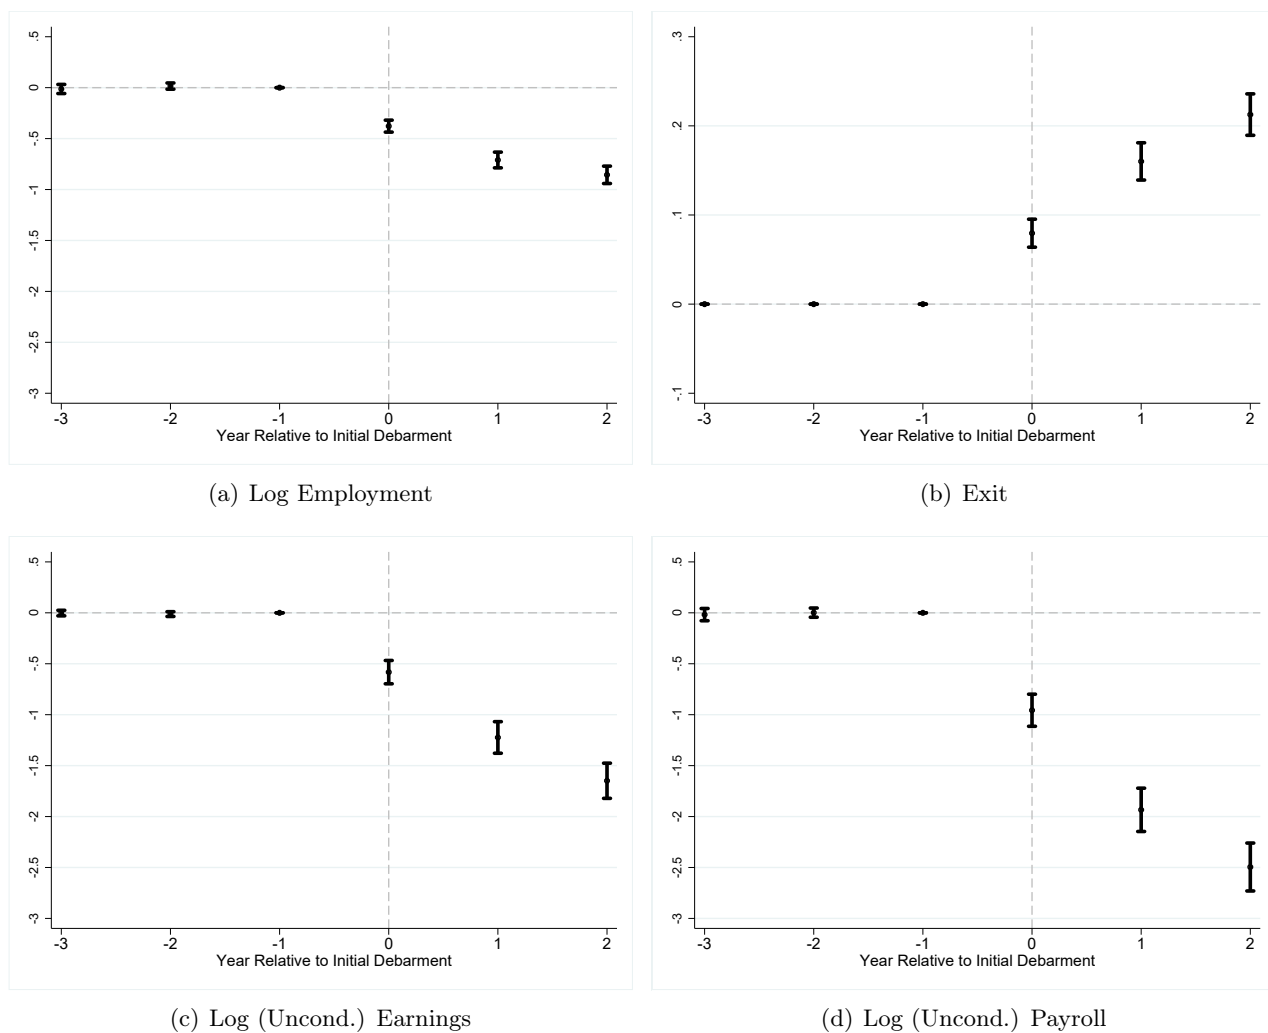 .5
0
-.5
-1
-1.5
-2
-2.5
-3
-3 -2 -1 0 1 2
Year Relative to Initial Debarment
(a) Log Employment
.3
.2
.1
0
-.1
-3 -2 -1 0 1 2
Year Relative to Initial Debarment
(b) Exit
.5
0
-.5
-1
-1.5
-2
-2.5
-3
-3 -2 -1 0 1 2
Year Relative to Initial Debarment
(c) Log (Uncond.) Earnings
.5
0
-.5
-1
-1.5
-2
-2.5
-3
-3 -2 -1 0 1 2
Year Relative to Initial Debarment
(d) Log (Uncond.) Payroll